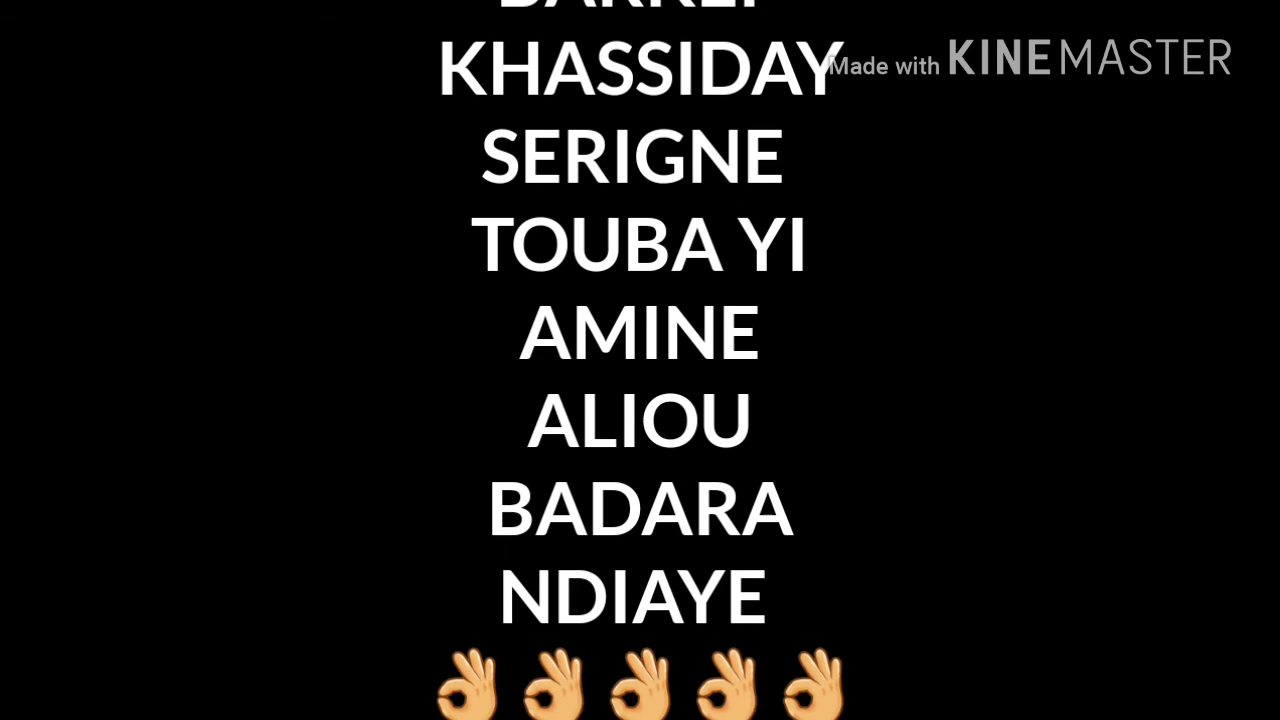 KHASSIDAY
Made with KINEMASTER
SERIGNE
TOUBA YI
AMINE
ALIOU
BADARA
NDIAYE
👌👌👌👌👌